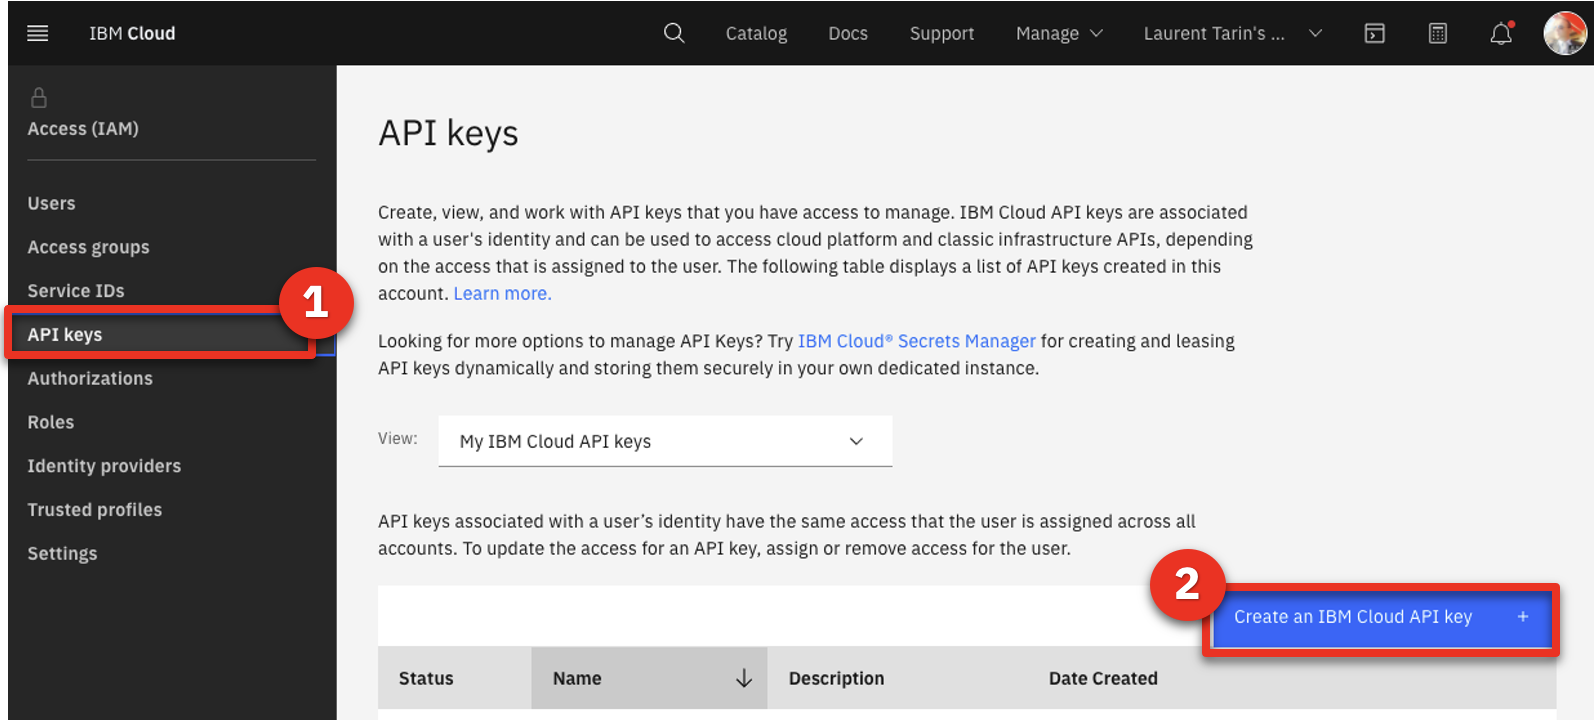 IBM Cloud
Catalog
Docs
Support
Manage
Laurent Tarin's ...
Access (IAM)
Users
Access groups
Service IDs
API keys
1
Authorizations
Roles
Identity providers
Trusted profiles
Settings
API keys
Create, view, and work with API keys that you have access to manage. IBM Cloud API keys are associated
with a user's identity and can be used to access cloud platform and classic infrastructure APIs, depending
on the access that is assigned to the user. The following table displays a list of API keys created in this
account. Learn more.
Looking for more options to manage API Keys? Try IBM Cloud® Secrets Manager for creating and leasing
API keys dynamically and storing them securely in your own dedicated instance.
View:
My IBM Cloud API keys
API keys associated with a user’s identity have the same access that the user is assigned across all
accounts. To update the access for an API key, assign or remove access for the user.
2
Create an IBM Cloud API key +
Status
Name
Description
Date Created